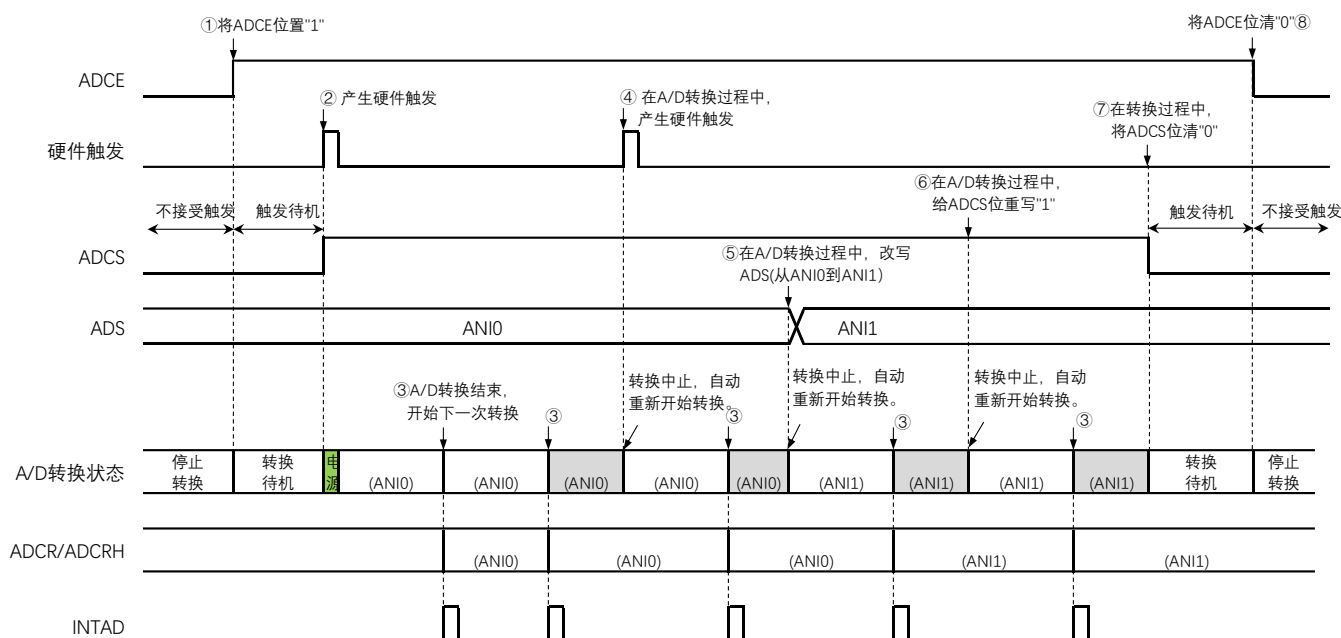 ①将ADCE位置"1"
将ADCE位清"0"⑧
ADCE
② 产生硬件触发
④ 在A/D转换过程中，
产生硬件触发
⑦在转换过程中，
将ADCS位清"0"
硬件触发
⑥在A/D转换过程中，
给ADCS位重写"1"
不接受触发
触发待机
触发待机
不接受触发
ADCS
⑤在A/D转换过程中，改写
ADS(从ANI0到ANI1）
ADS
ANI0
ANI1
③A/D转换结束，
开始下一次转换
③
转换中止，自动
重新开始转换。
③
转换中止，自动
重新开始转换。
③
转换中止，自动
重新开始转换。
③
A/D转换状态
停止
转换
转换
待机
电
源
(ANI0)
(ANI0)
(ANI0)
(ANI0)
(ANI0)
(ANI1)
(ANI1)
(ANI1)
(ANI1)
转换
待机
停止
转换
ADCR/ADCRH
(ANI0)
(ANI0)
(ANI0)
(ANI1)
(ANI1)
INTAD